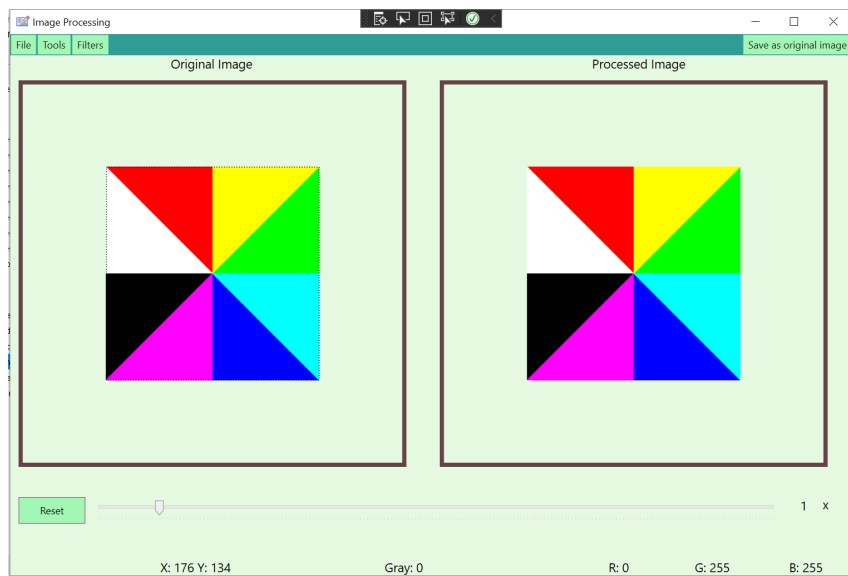 Image Processing
File Tools Filters Save as original image
Original Image Processed Image
Reset 1 x
X: 176 Y: 134 Gray: 0 R: 0 G: 255 B: 255